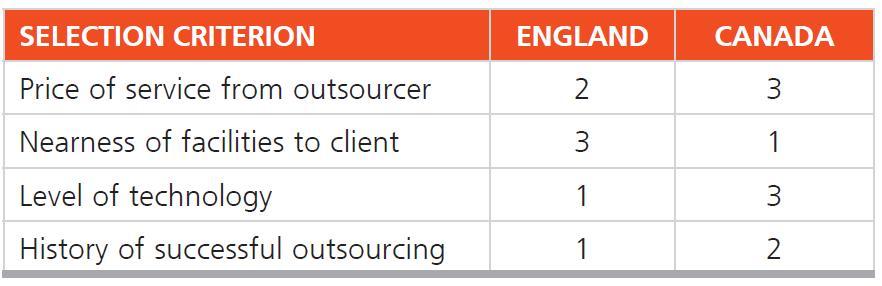 SELECTION CRITERION ENGLAND CANADA
Price of service from outsourcer 2 3
Nearness of facilities to client 3 1
Level of technology 1 3
History of successful outsourcing 1 2